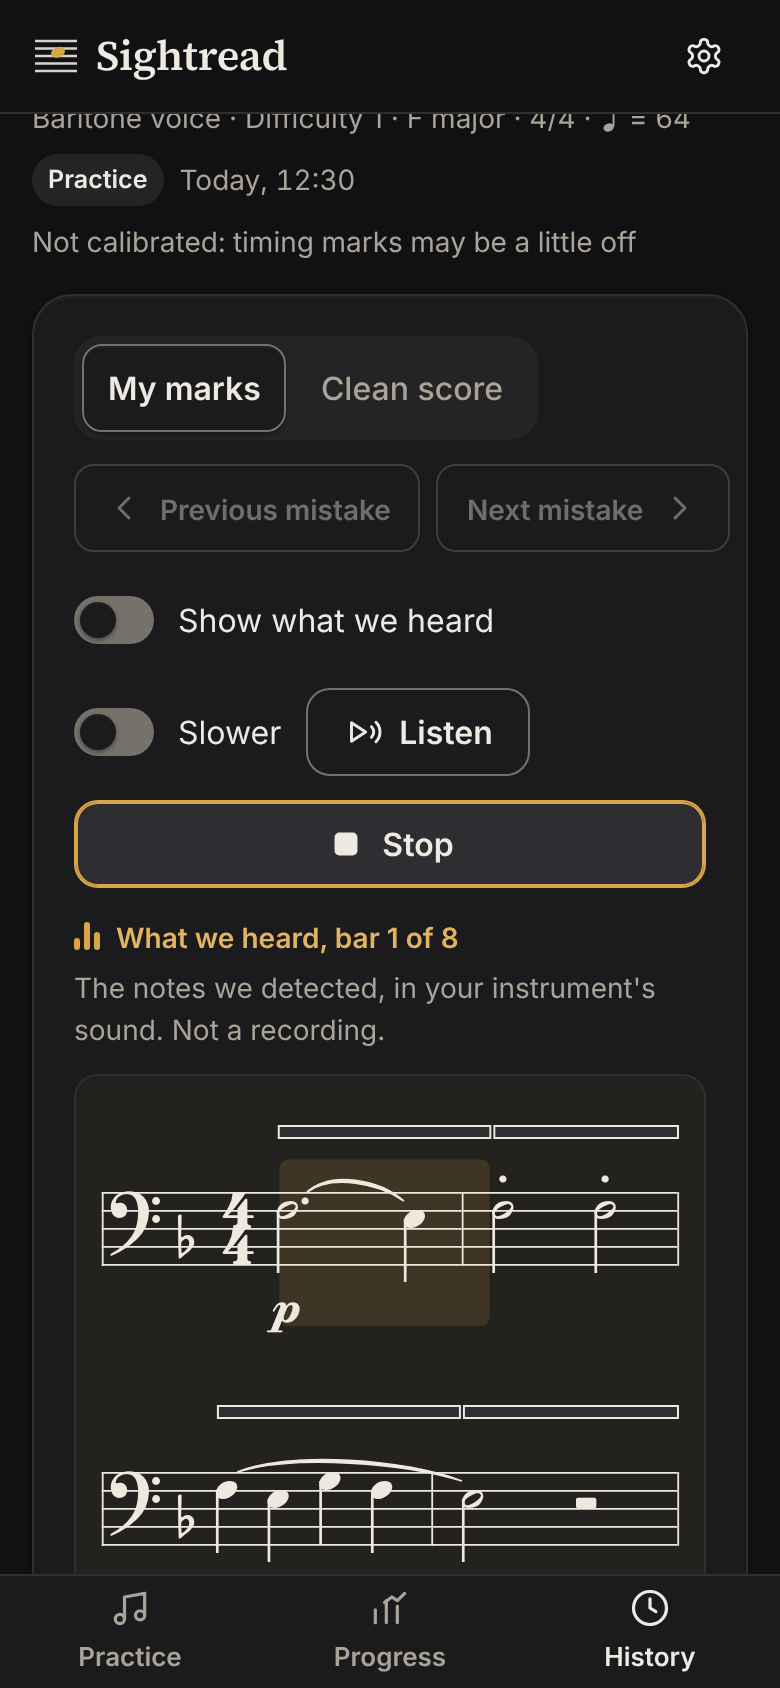 Sightread
Baritone voice · Difficulty 1 · F major · 4/4 · ♩ = 64
Practice Today, 12:30
Not calibrated: timing marks may be a little off
My marks Clean score
Previous mistake Next mistake
Show what we heard
Slower Listen
Stop
What we heard, bar 1 of 8
The notes we detected, in your instrument's
sound. Not a recording.
4
4
p
Practice Progress History